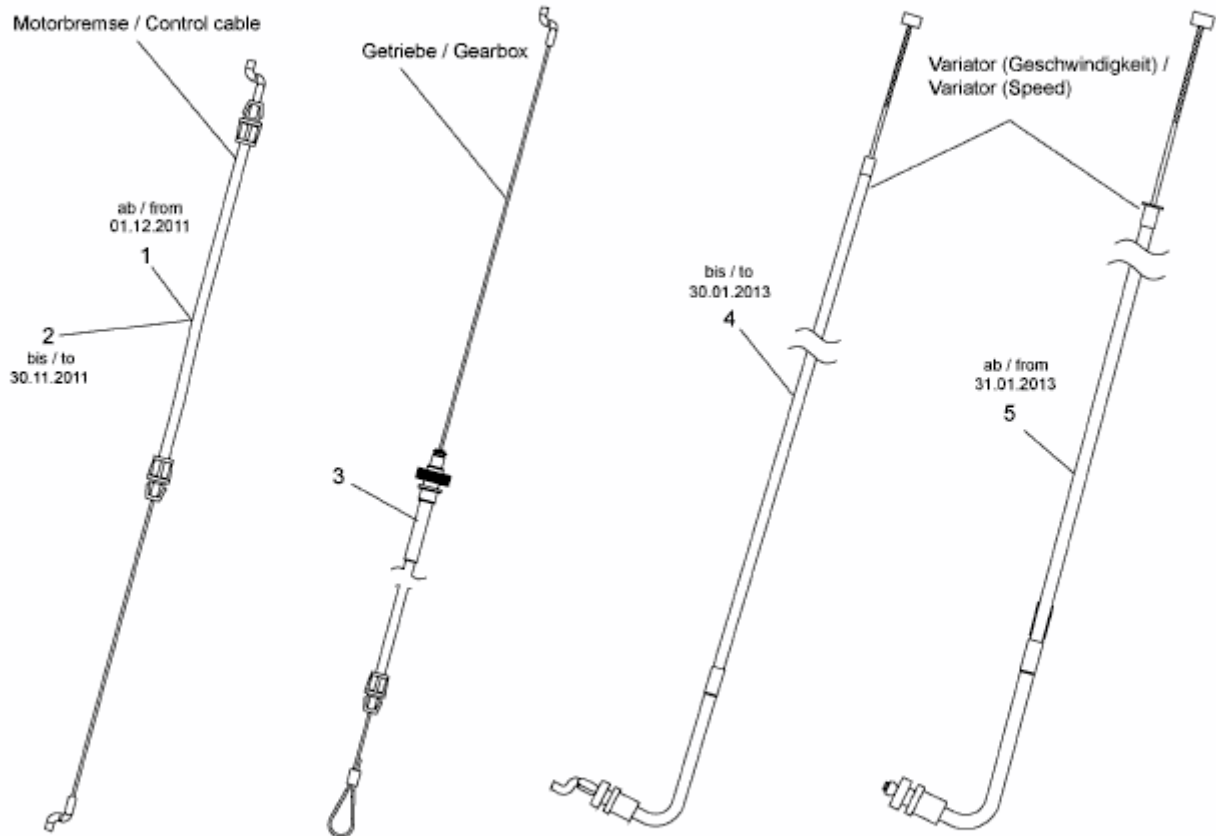 Motorbremse / Control cable
ab / from
01.12.2011
1
2
bis / to
30.11.2011
Getriebe / Gearbox
3
Variator (Geschwindigkeit) /
Variator (Speed)
bis / to
30.01.2013
4
ab / from
31.01.2013
5